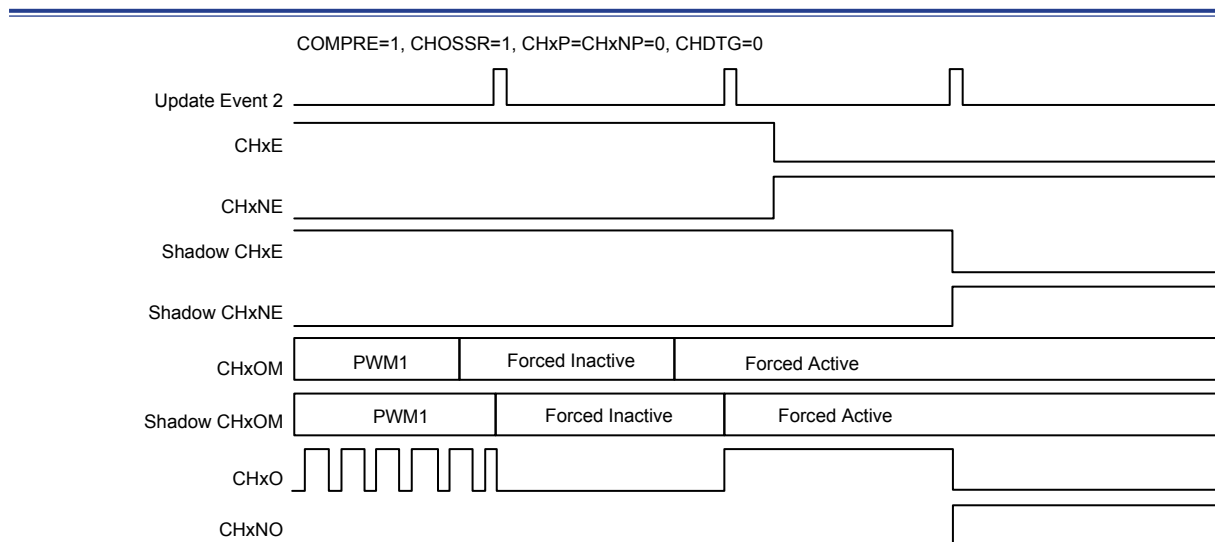 COMPRE=1, CHOSSR=1, CHxP=CHxNP=0, CHDTG=0
Update Event 2
CHxE
CHxNE
Shadow CHxE
Shadow CHxNE
CHxOM PWM1 Forced Inactive Forced Active
Shadow CHxOM PWM1 Forced Inactive Forced Active
CHxO
CHxNO